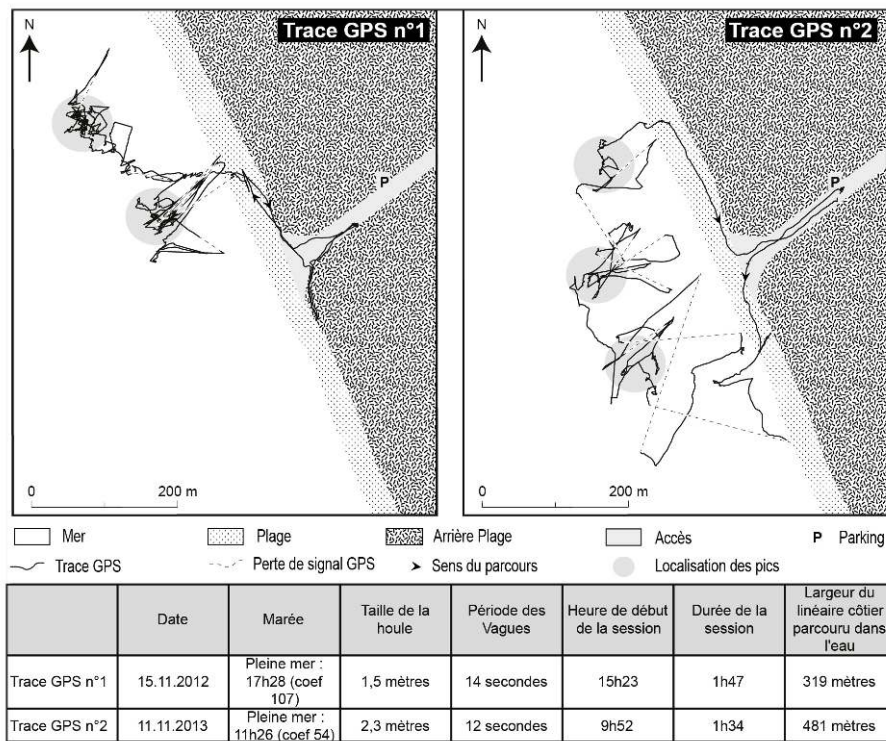 N
Trace GPS n°1
P
0
200 m
N
Trace GPS n°2
P
0
200 m
Mer
Plage
Arrière Plage
Accès
P Parking
Trace GPS
Perte de signal GPS
Sens du parcours
Localisation des pics
Date
Marée
Taille de la
houle
Période des
Vagues
Heure de début
de la session
Durée de la
session
Largeur du
linéaire côtier
parcouru dans
l'eau
Trace GPS n°1
15.11.2012
Pleine mer :
17h28 (coef
107)
1,5 mètres
14 secondes
15h23
1h47
319 mètres
Trace GPS n°2
11.11.2013
Pleine mer :
11h26 (coef 54)
2,3 mètres
12 secondes
9h52
1h34
481 mètres